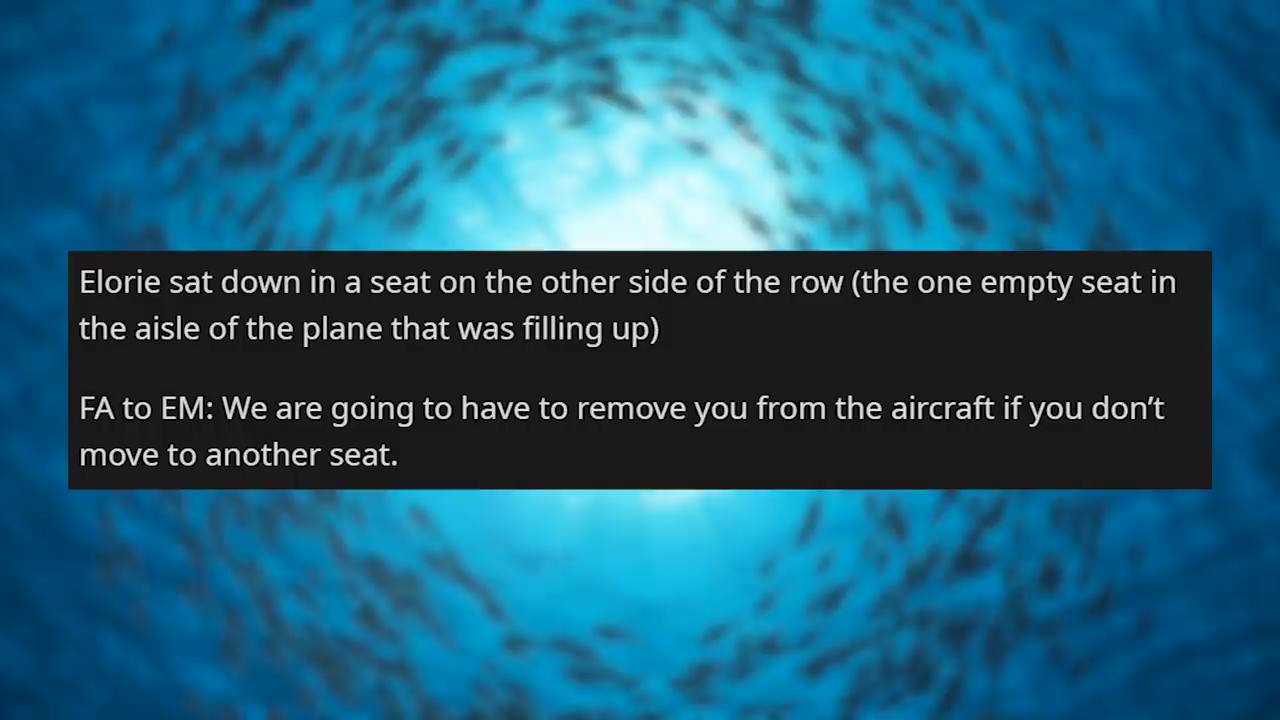 Elorie sat down in a seat on the other side of the row (the one empty seat in
the aisle of the plane that was filling up)
FA to EM: We are going to have to remove you from the aircraft if you don’t
move to another seat.